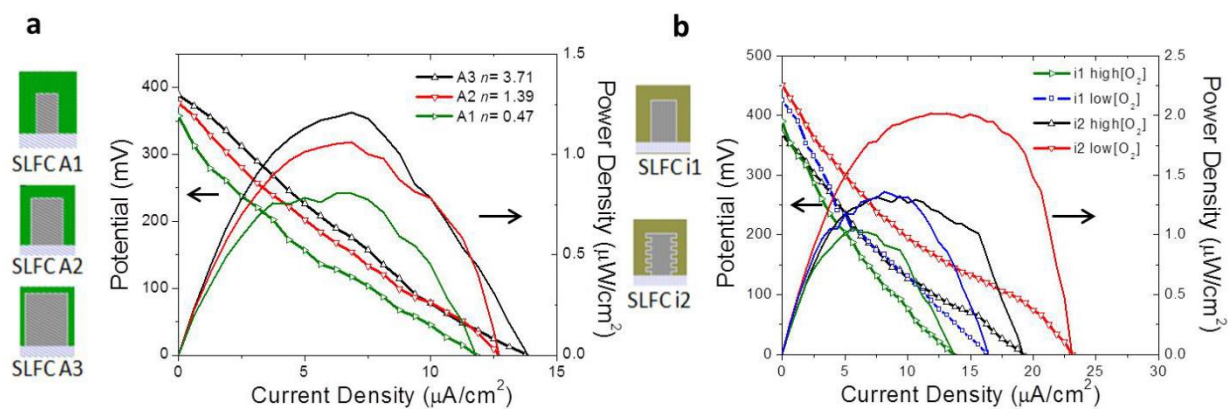 a
SLFC A1
SLFC A2
SLFC A3
Potential (mV)
400
300
200
100
0
A3 n= 3.71
A2 n= 1.39
A1 n= 0.47
1.5
1.0
0.5
0.0
Power Density (μW/cm²)
0
5
10
15
Current Density (μA/cm²)
b
SLFC i1
SLFC i2
Potential (mV)
500
400
300
200
100
0
i1 high[O₂]
i1 low[O₂]
i2 high[O₂]
i2 low[O₂]
2.5
2.0
1.5
1.0
0.5
0.0
Power Density (μW/cm²)
0
5
10
15
20
25
30
Current Density (μA/cm²)